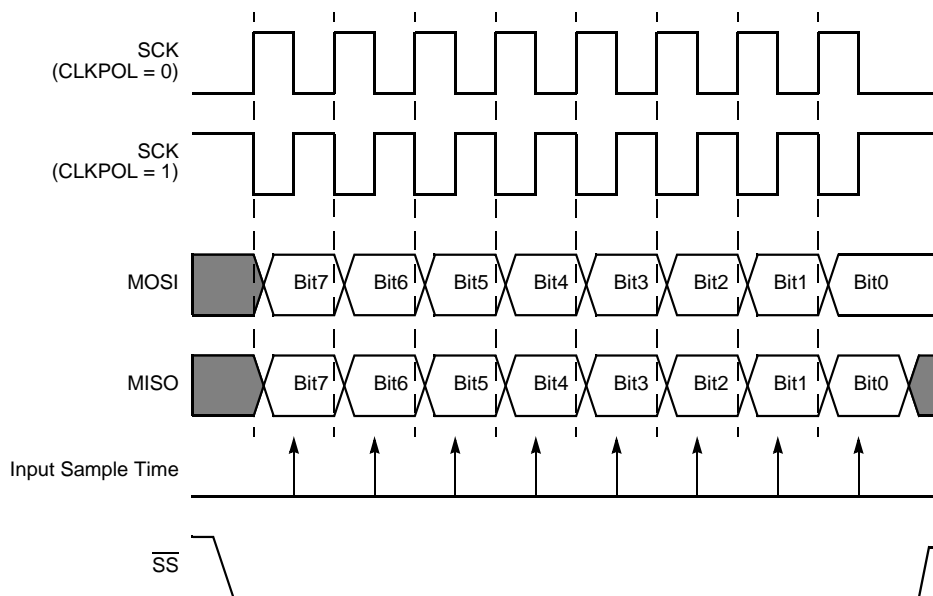 SCK
(CLKPOL = 0)
SCK
(CLKPOL = 1)
MOSI
Bit7 Bit6 Bit5 Bit4 Bit3 Bit2 Bit1 Bit0
MISO
Bit7 Bit6 Bit5 Bit4 Bit3 Bit2 Bit1 Bit0
Input Sample Time
SS